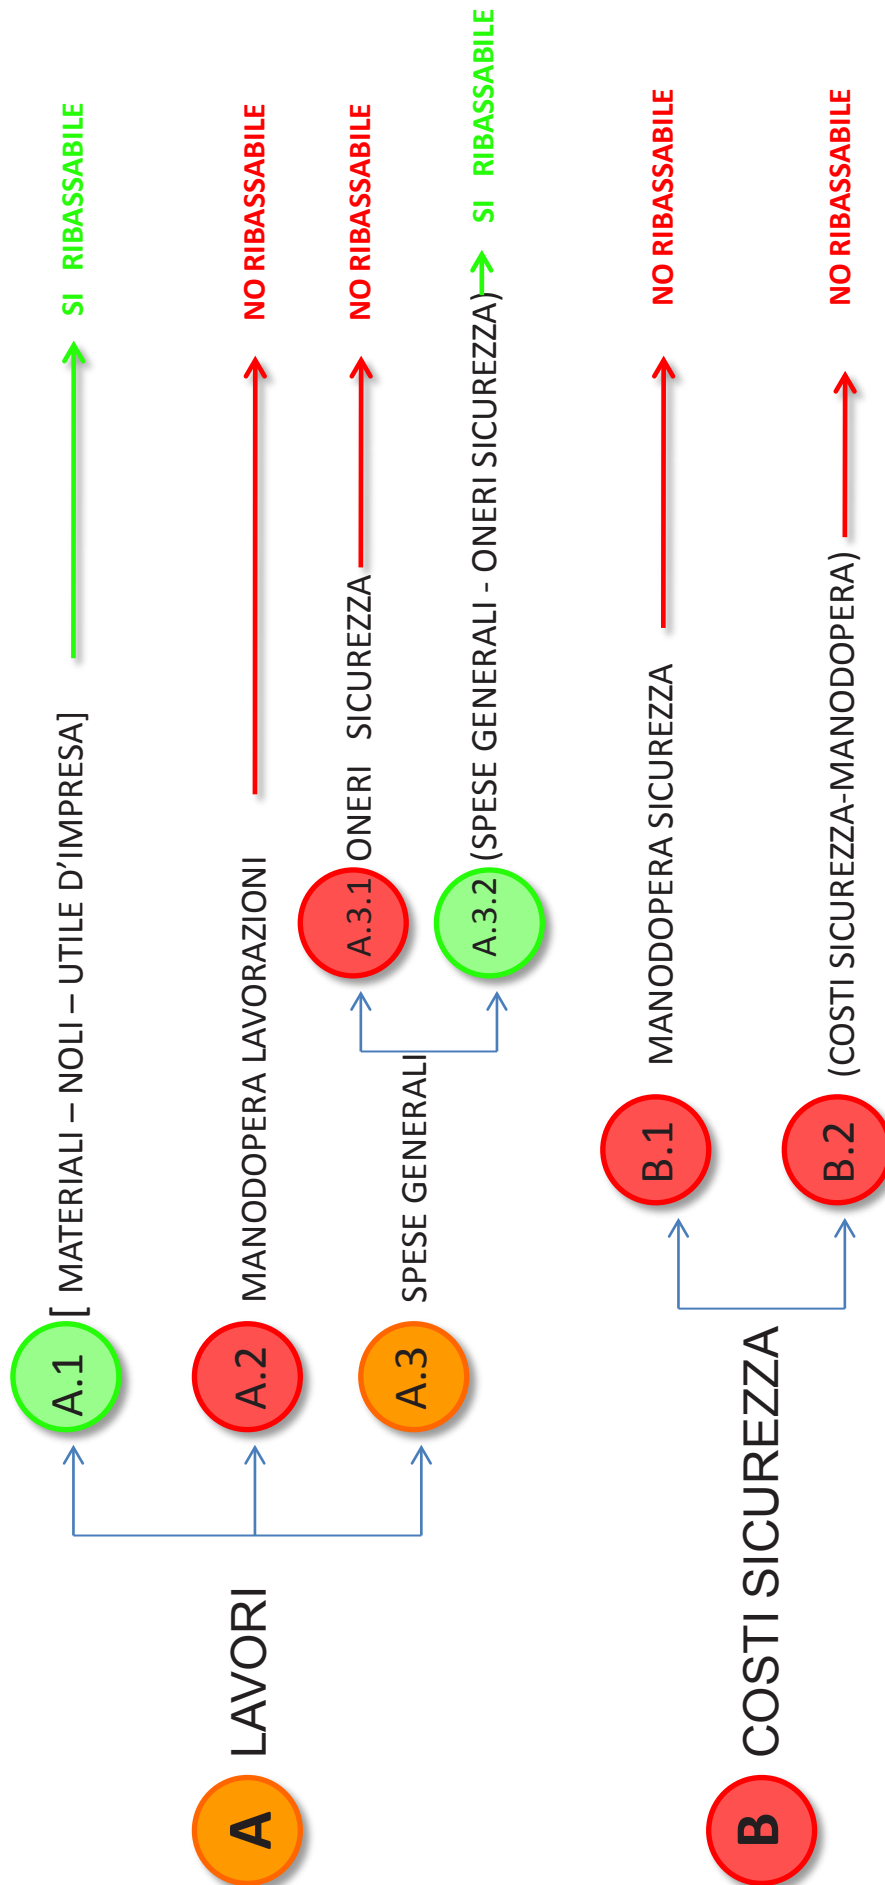 A LAVORI
A.1 [ MATERIALI – NOLI – UTILE D’IMPRESA] SI RIBASSABILE
A.2 MANODOPERA LAVORAZIONI NO RIBASSABILE
A.3 SPESE GENERALI
A.3.1 ONERI SICUREZZA NO RIBASSABILE
A.3.2 (SPESE GENERALI - ONERI SICUREZZA) SI RIBASSABILE
B COSTI SICUREZZA
B.1 MANODOPERA SICUREZZA NO RIBASSABILE
B.2 (COSTI SICUREZZA-MANODOPERA) NO RIBASSABILE